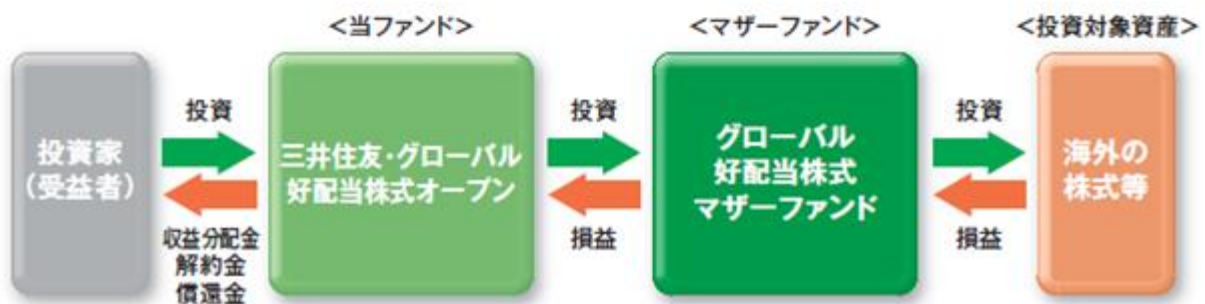 <当ファンド>
<マザーファンド>
<投資対象資産>
投資家
(受益者)
投資
収益分配金
解約金
償還金
三井住友・グローバル
好配当株式オープン
投資
損益
グローバル
好配当株式
マザーファンド
投資
損益
海外の
株式等